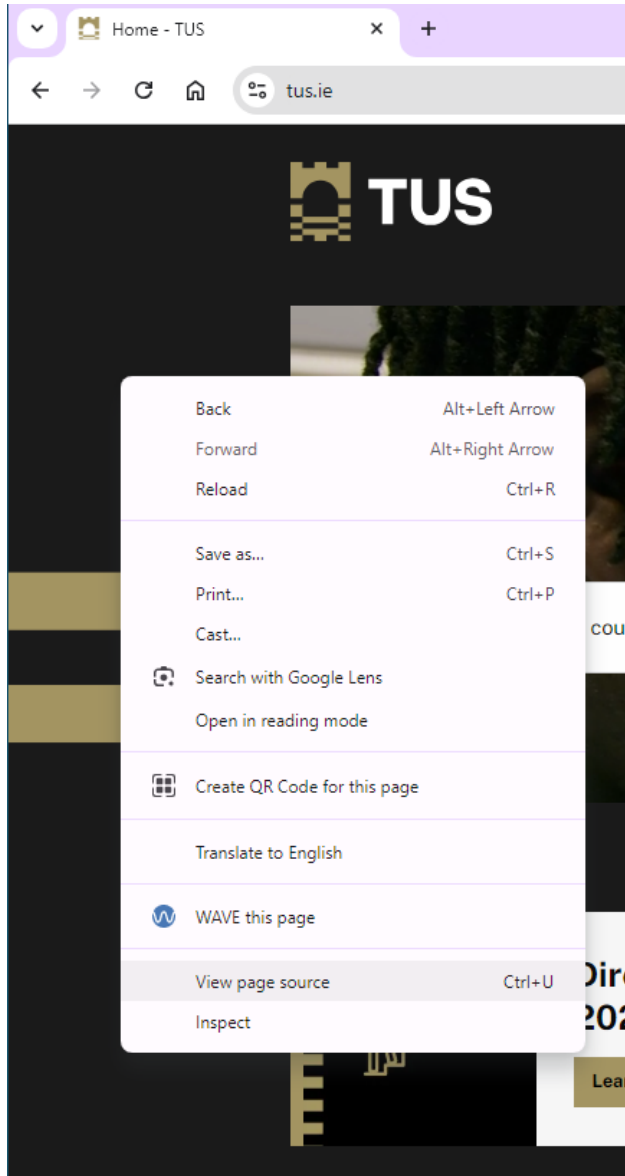 Home - TUS
tus.ie
TUS
Back Alt+Left Arrow
Forward Alt+Right Arrow
Reload Ctrl+R
Save as... Ctrl+S
Print... Ctrl+P
Cast...
cou
Search with Google Lens
Open in reading mode
Create QR Code for this page
Translate to English
WAVE this page
View page source Ctrl+U
Inspect
Dire
202
Lea